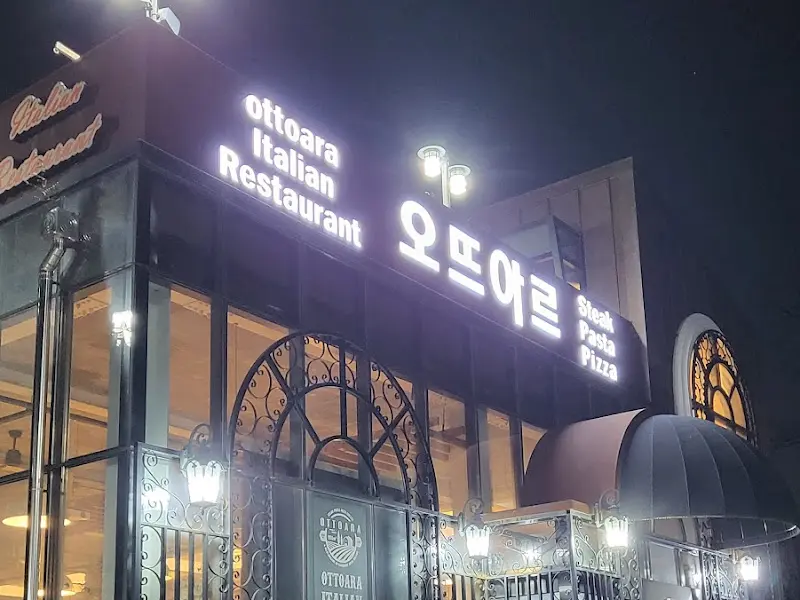 Italian
Restaurant
ottoara
Italian
Restaurant
오뜨아르
Steak
Pasta
Pizza
OTTOARA
OTTOARA
ITALIAN